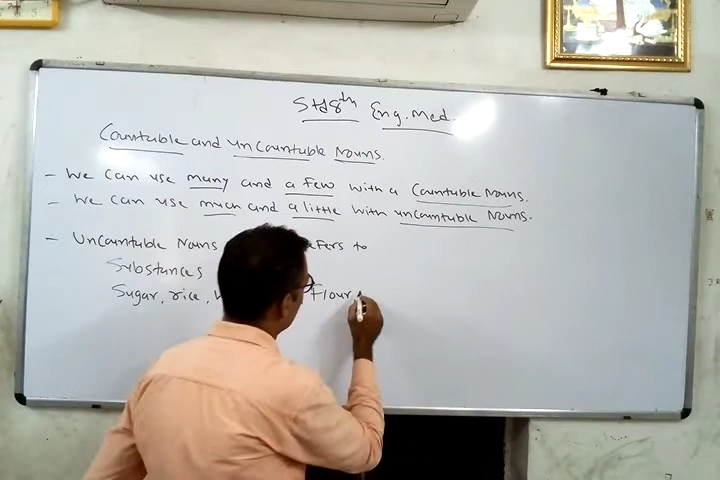 Std 8th Eng. Med.
Countable and unCountable Nouns.
- We Can use many and a few with a Countable Nouns.
- We Can use much and a little with uncountable Nouns.
- UnCountable Nouns refers to
Substances
Sugar, rice, Flour,